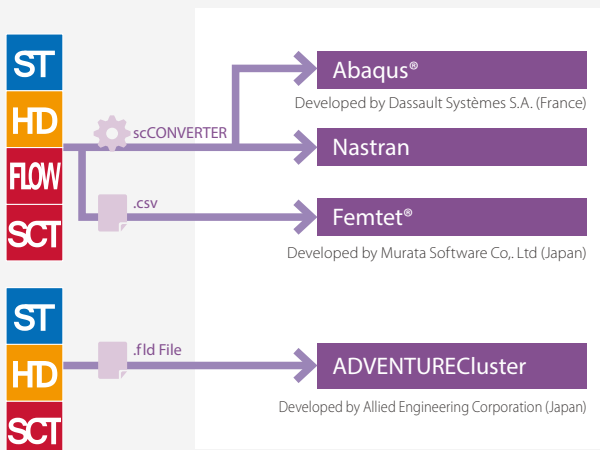 ST
HD
FLOW
SCT
scCONVERTER
.csv
Abaqus®
Developed by Dassault Systèmes S.A. (France)
Nastran
Femtet®
Developed by Murata Software Co,. Ltd (Japan)
ST
HD
SCT
.fld File
ADVENTURECluster
Developed by Allied Engineering Corporation (Japan)